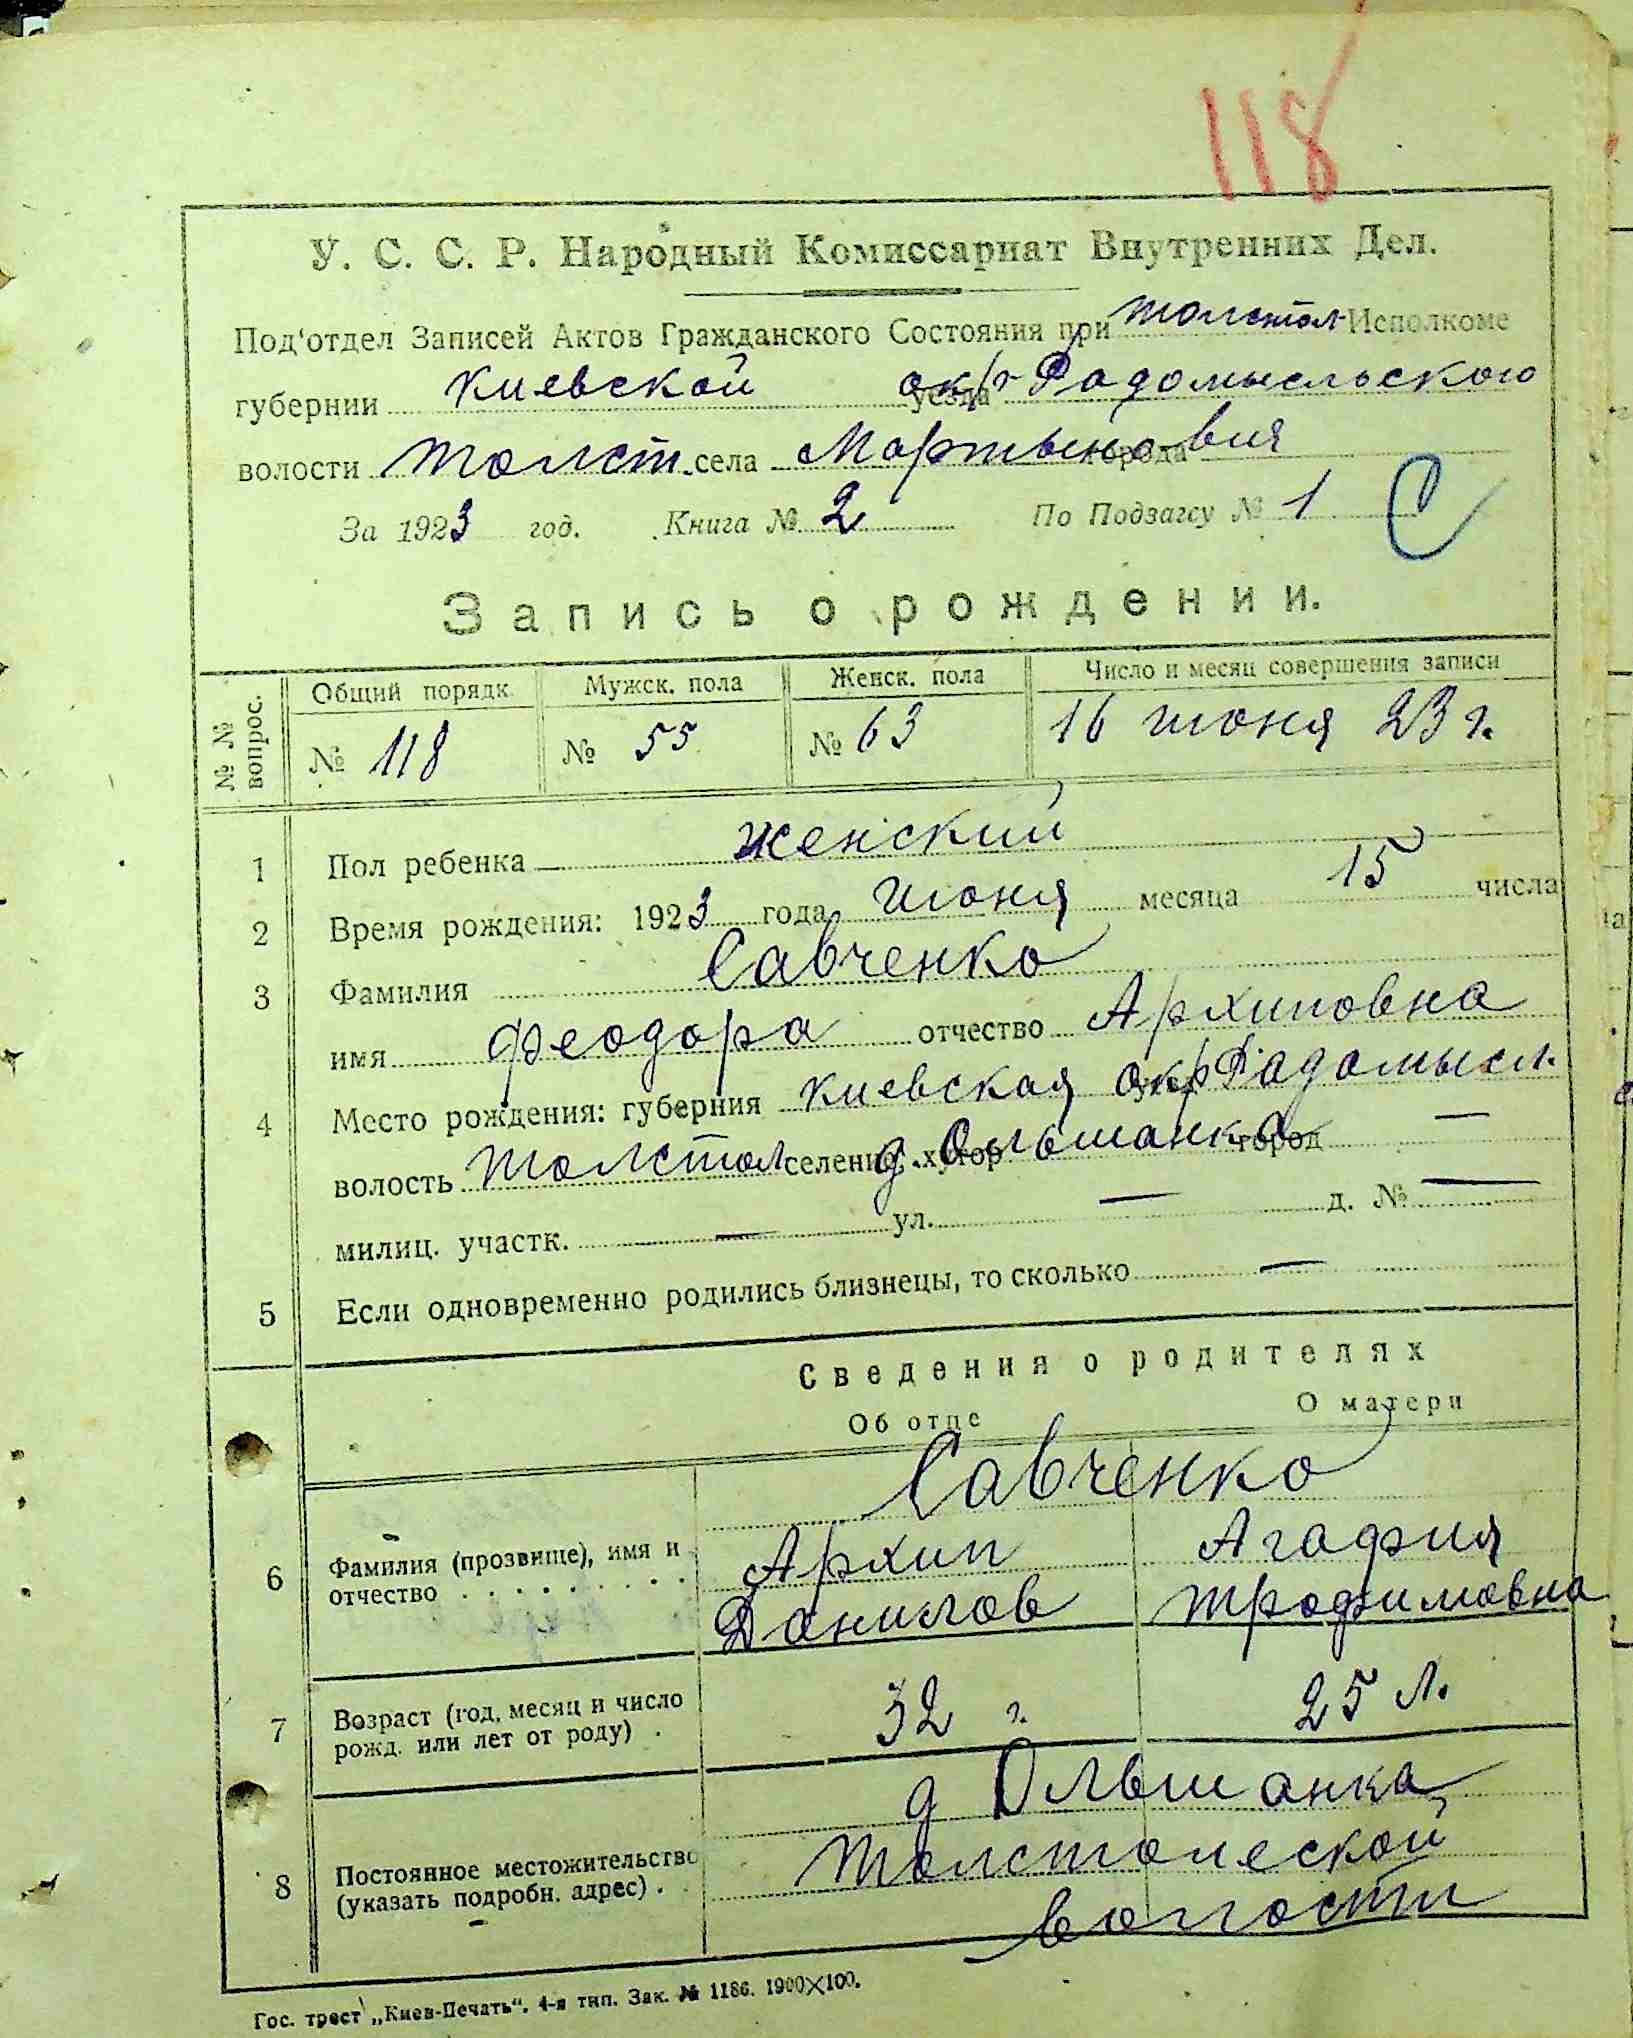 118
У. С. С. Р. Народный Комиссариат Внутренних Дел.
Под'отдел Записей Актов Гражданского Состояния при Толстол Исполкоме
губернии Киевской уезда окр Радомысльского
волости Толст. села Мартыновия города
За 1923 год. Книга № 2 По Подзагсу № 1 С
Запись о рождении.
№ № вопрос. Общий порядк. Мужск. пола Женск. пола Число и месяц совершения записи
№ 118 № 55 № 63 16 июня 23 г.
1 Пол ребенка женский
2 Время рождения: 1923 года июня месяца 15 числа
3 Фамилия Савченко
имя Феодора отчество Архиповна
4 Место рождения: губерния Киевская окр Радомысл.
волость Толстол селение, хутор д. Ольшанка город —
милиц. участк. — ул. — д. № —
5 Если одновременно родились близнецы, то сколько —
Сведения о родителях
Об отце О матери
Савченко
6 Фамилия (прозвище), имя и отчество Архип Данилов Агафия Трофимовна
7 Возраст (год, месяц и число рожд. или лет от роду) 32 г. 25 л.
8 Постоянное местожительство (указать подробн. адрес) д Ольшанка
Толстолеской
волости
Гос. трест „Киев-Печать". 4-я тип. Зак. № 1186. 1900×100.